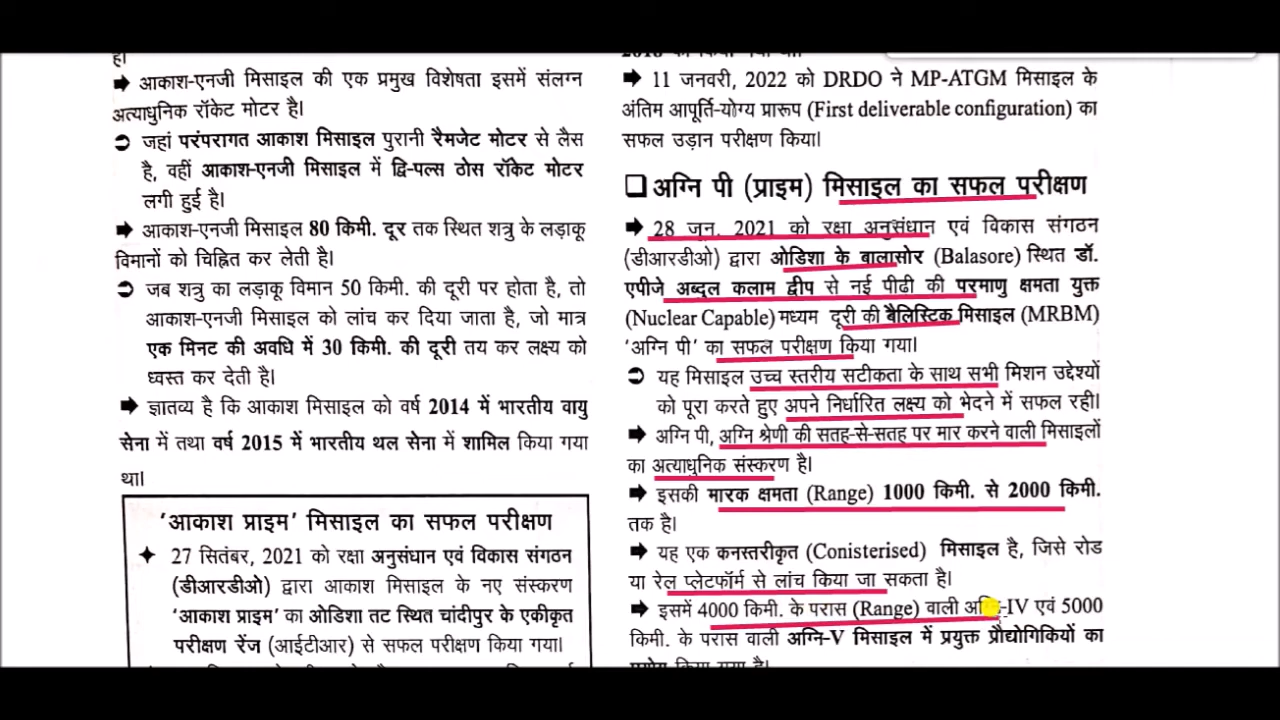 है।
➡ आकाश-एनजी मिसाइल की एक प्रमुख विशेषता इसमें संलग्न
अत्याधुनिक रॉकेट मोटर है।
➲ जहां परंपरागत आकाश मिसाइल पुरानी रैमजेट मोटर से लैस
है, वहीं आकाश-एनजी मिसाइल में द्वि-पल्स ठोस रॉकेट मोटर
लगी हुई है।
➡ आकाश-एनजी मिसाइल 80 किमी. दूर तक स्थित शत्रु के लड़ाकू
विमानों को चिह्नित कर लेती है।
➲ जब शत्रु का लड़ाकू विमान 50 किमी. की दूरी पर होता है, तो
आकाश-एनजी मिसाइल को लांच कर दिया जाता है, जो मात्र
एक मिनट की अवधि में 30 किमी. की दूरी तय कर लक्ष्य को
ध्वस्त कर देती है।
➡ ज्ञातव्य है कि आकाश मिसाइल को वर्ष 2014 में भारतीय वायु
सेना में तथा वर्ष 2015 में भारतीय थल सेना में शामिल किया गया
था।
'आकाश प्राइम' मिसाइल का सफल परीक्षण
✦ 27 सितंबर, 2021 को रक्षा अनुसंधान एवं विकास संगठन
(डीआरडीओ) द्वारा आकाश मिसाइल के नए संस्करण
'आकाश प्राइम' का ओडिशा तट स्थित चांदीपुर के एकीकृत
परीक्षण रेंज (आईटीआर) से सफल परीक्षण किया गया।
➡ 11 जनवरी, 2022 को DRDO ने MP-ATGM मिसाइल के
अंतिम आपूर्ति-योग्य प्रारूप (First deliverable configuration) का
सफल उड़ान परीक्षण किया।
❑ अग्नि पी (प्राइम) मिसाइल का सफल परीक्षण
➡ 28 जून, 2021 को रक्षा अनुसंधान एवं विकास संगठन
(डीआरडीओ) द्वारा ओडिशा के बालासोर (Balasore) स्थित डॉ.
एपीजे अब्दुल कलाम द्वीप से नई पीढी की परमाणु क्षमता युक्त
(Nuclear Capable) मध्यम दूरी की बैलिस्टिक मिसाइल (MRBM)
'अग्नि पी' का सफल परीक्षण किया गया।
➲ यह मिसाइल उच्च स्तरीय सटीकता के साथ सभी मिशन उद्देश्यों
को पूरा करते हुए अपने निर्धारित लक्ष्य को भेदने में सफल रही।
➡ अग्नि पी, अग्नि श्रेणी की सतह-से-सतह पर मार करने वाली मिसाइलों
का अत्याधुनिक संस्करण है।
➡ इसकी मारक क्षमता (Range) 1000 किमी. से 2000 किमी.
तक है।
➡ यह एक कनस्तरीकृत (Conisterised) मिसाइल है, जिसे रोड
या रेल प्लेटफॉर्म से लांच किया जा सकता है।
➡ इसमें 4000 किमी. के परास (Range) वाली अग्नि-IV एवं 5000
किमी. के परास वाली अग्नि-V मिसाइल में प्रयुक्त प्रौद्योगिकियों का